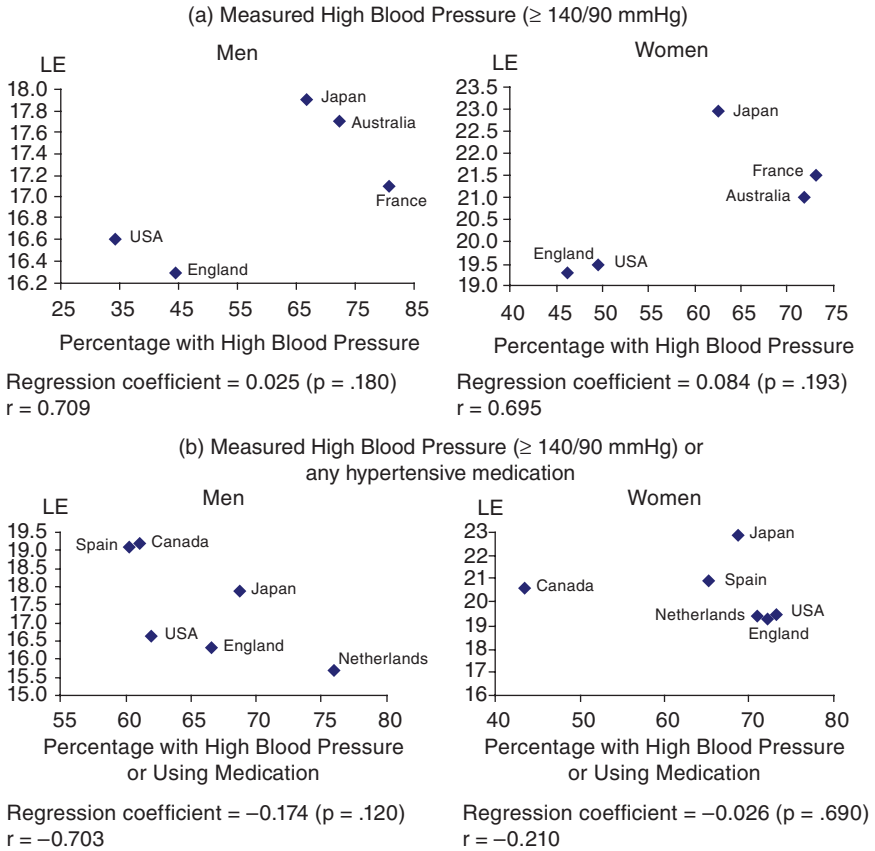 (a) Measured High Blood Pressure (≥ 140/90 mmHg)
Men
LE
18.0
17.8
17.6
17.4
17.2
17.0
16.8
16.6
16.4
16.2
Japan
Australia
France
USA
England
25 35 45 55 65 75 85
Percentage with High Blood Pressure
Regression coefficient = 0.025 (p = .180)
r = 0.709
Women
LE
23.5
23.0
22.5
22.0
21.5
21.0
20.5
20.0
19.5
19.0
Japan
France
Australia
England
USA
40 45 50 55 60 65 70 75
Percentage with High Blood Pressure
Regression coefficient = 0.084 (p = .193)
r = 0.695
(b) Measured High Blood Pressure (≥ 140/90 mmHg) or
any hypertensive medication
Men
LE
19.5
19.0
18.5
18.0
17.5
17.0
16.5
16.0
15.5
15.0
Spain
Canada
Japan
USA
England
Netherlands
55 60 65 70 75 80
Percentage with High Blood Pressure
or Using Medication
Regression coefficient = −0.174 (p = .120)
r = −0.703
Women
LE
23
22
21
20
19
18
17
16
Japan
Canada
Spain
Netherlands
USA
England
40 50 60 70 80
Percentage with High Blood Pressure
or Using Medication
Regression coefficient = −0.026 (p = .690)
r = −0.210